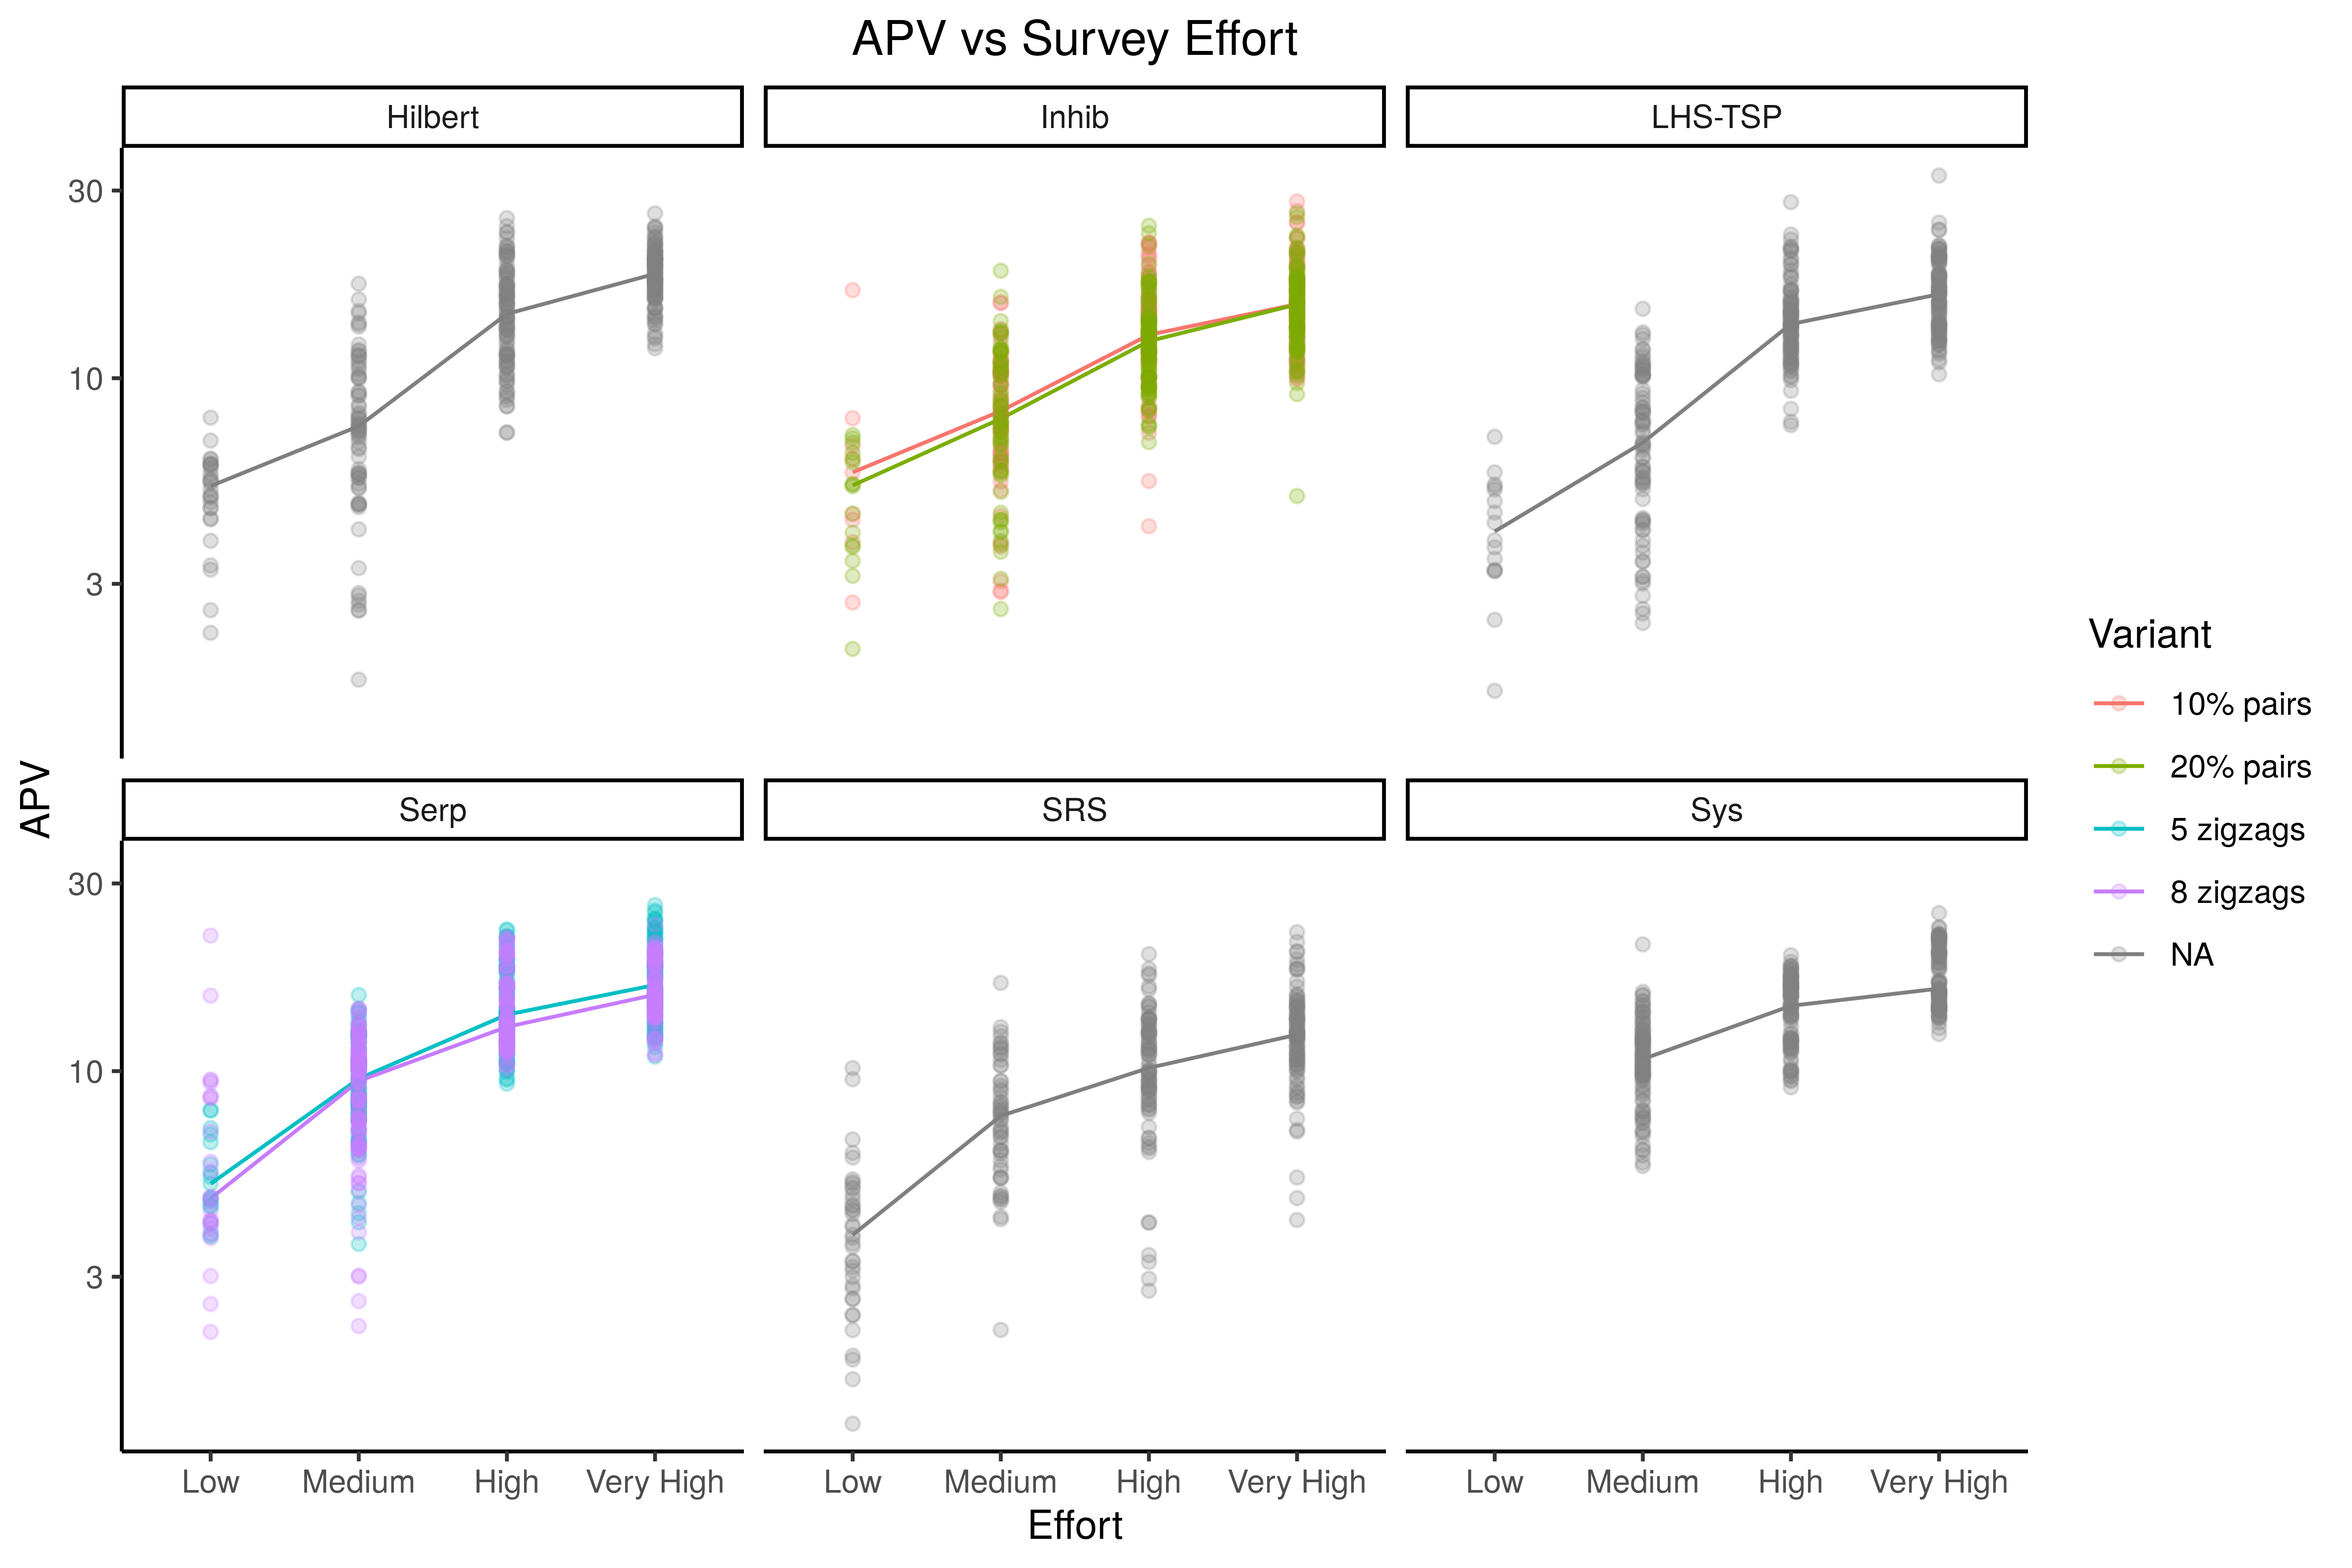 APV vs Survey Effort
Hilbert
Inhib
LHS-TSP
30
10
3
Serp
SRS
Sys
30
10
3
Low
Medium
High
Very High
Low
Medium
High
Very High
Low
Medium
High
Very High
Effort
APV
Variant
10% pairs
20% pairs
5 zigzags
8 zigzags
NA